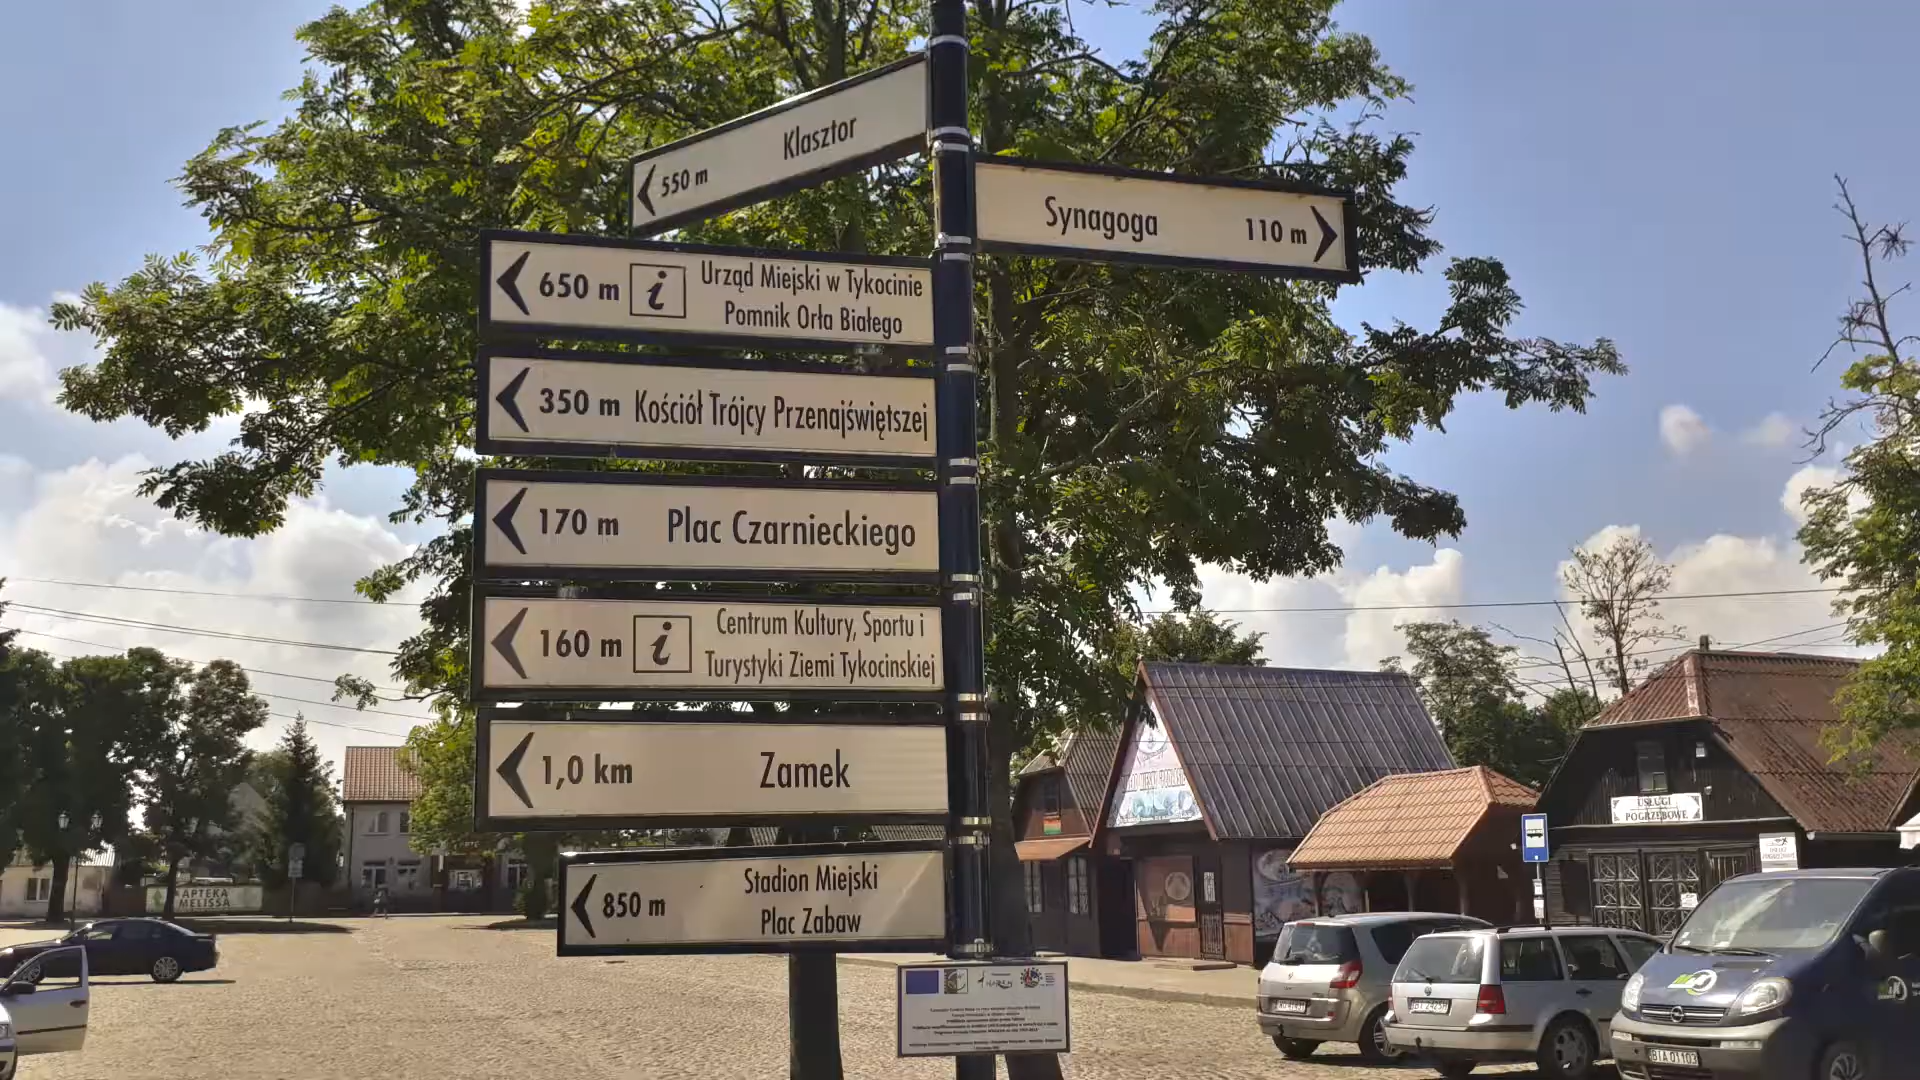 Klasztor
550 m
Synagoga 110 m
650 m i Urząd Miejski w Tykocinie
Pomnik Orła Białego
350 m Kościół Trójcy Przenajświętszej
170 m Plac Czarnieckiego
160 m i Centrum Kultury, Sportu i
Turystyki Ziemi Tykocinskiej
1,0 km Zamek
850 m Stadion Miejski
Plac Zabaw
USŁUGI
POGRZEBOWE
APTEKA
MELISSA
BIA 01103